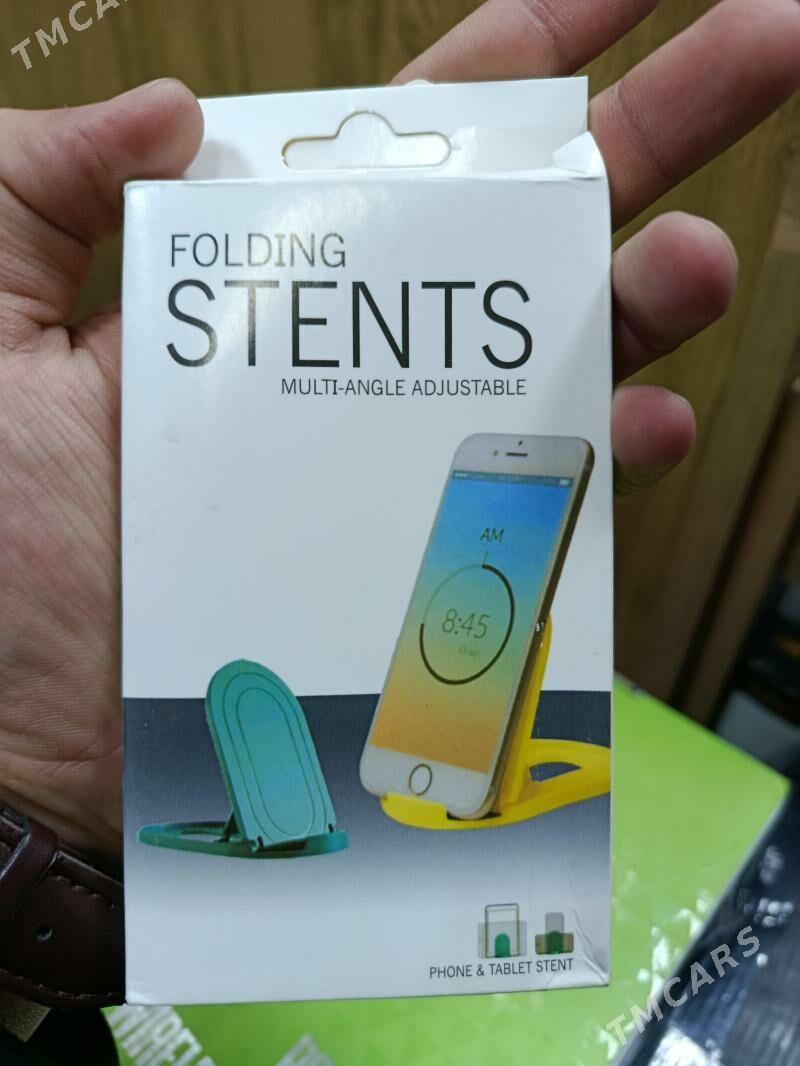 TMCARS
FOLDING
STENTS
MULTI-ANGLE ADJUSTABLE
AM
8:45
PHONE & TABLET STENT
TMCARS